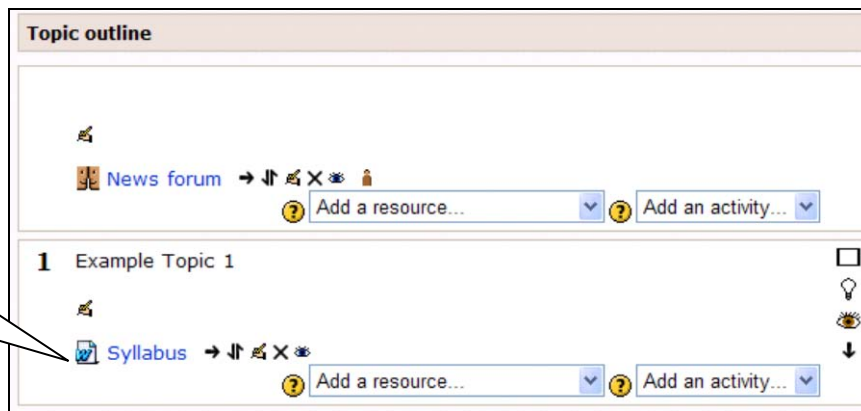 Topic outline
News forum
? Add a resource... ? Add an activity...
1 Example Topic 1
W Syllabus
? Add a resource... ? Add an activity...